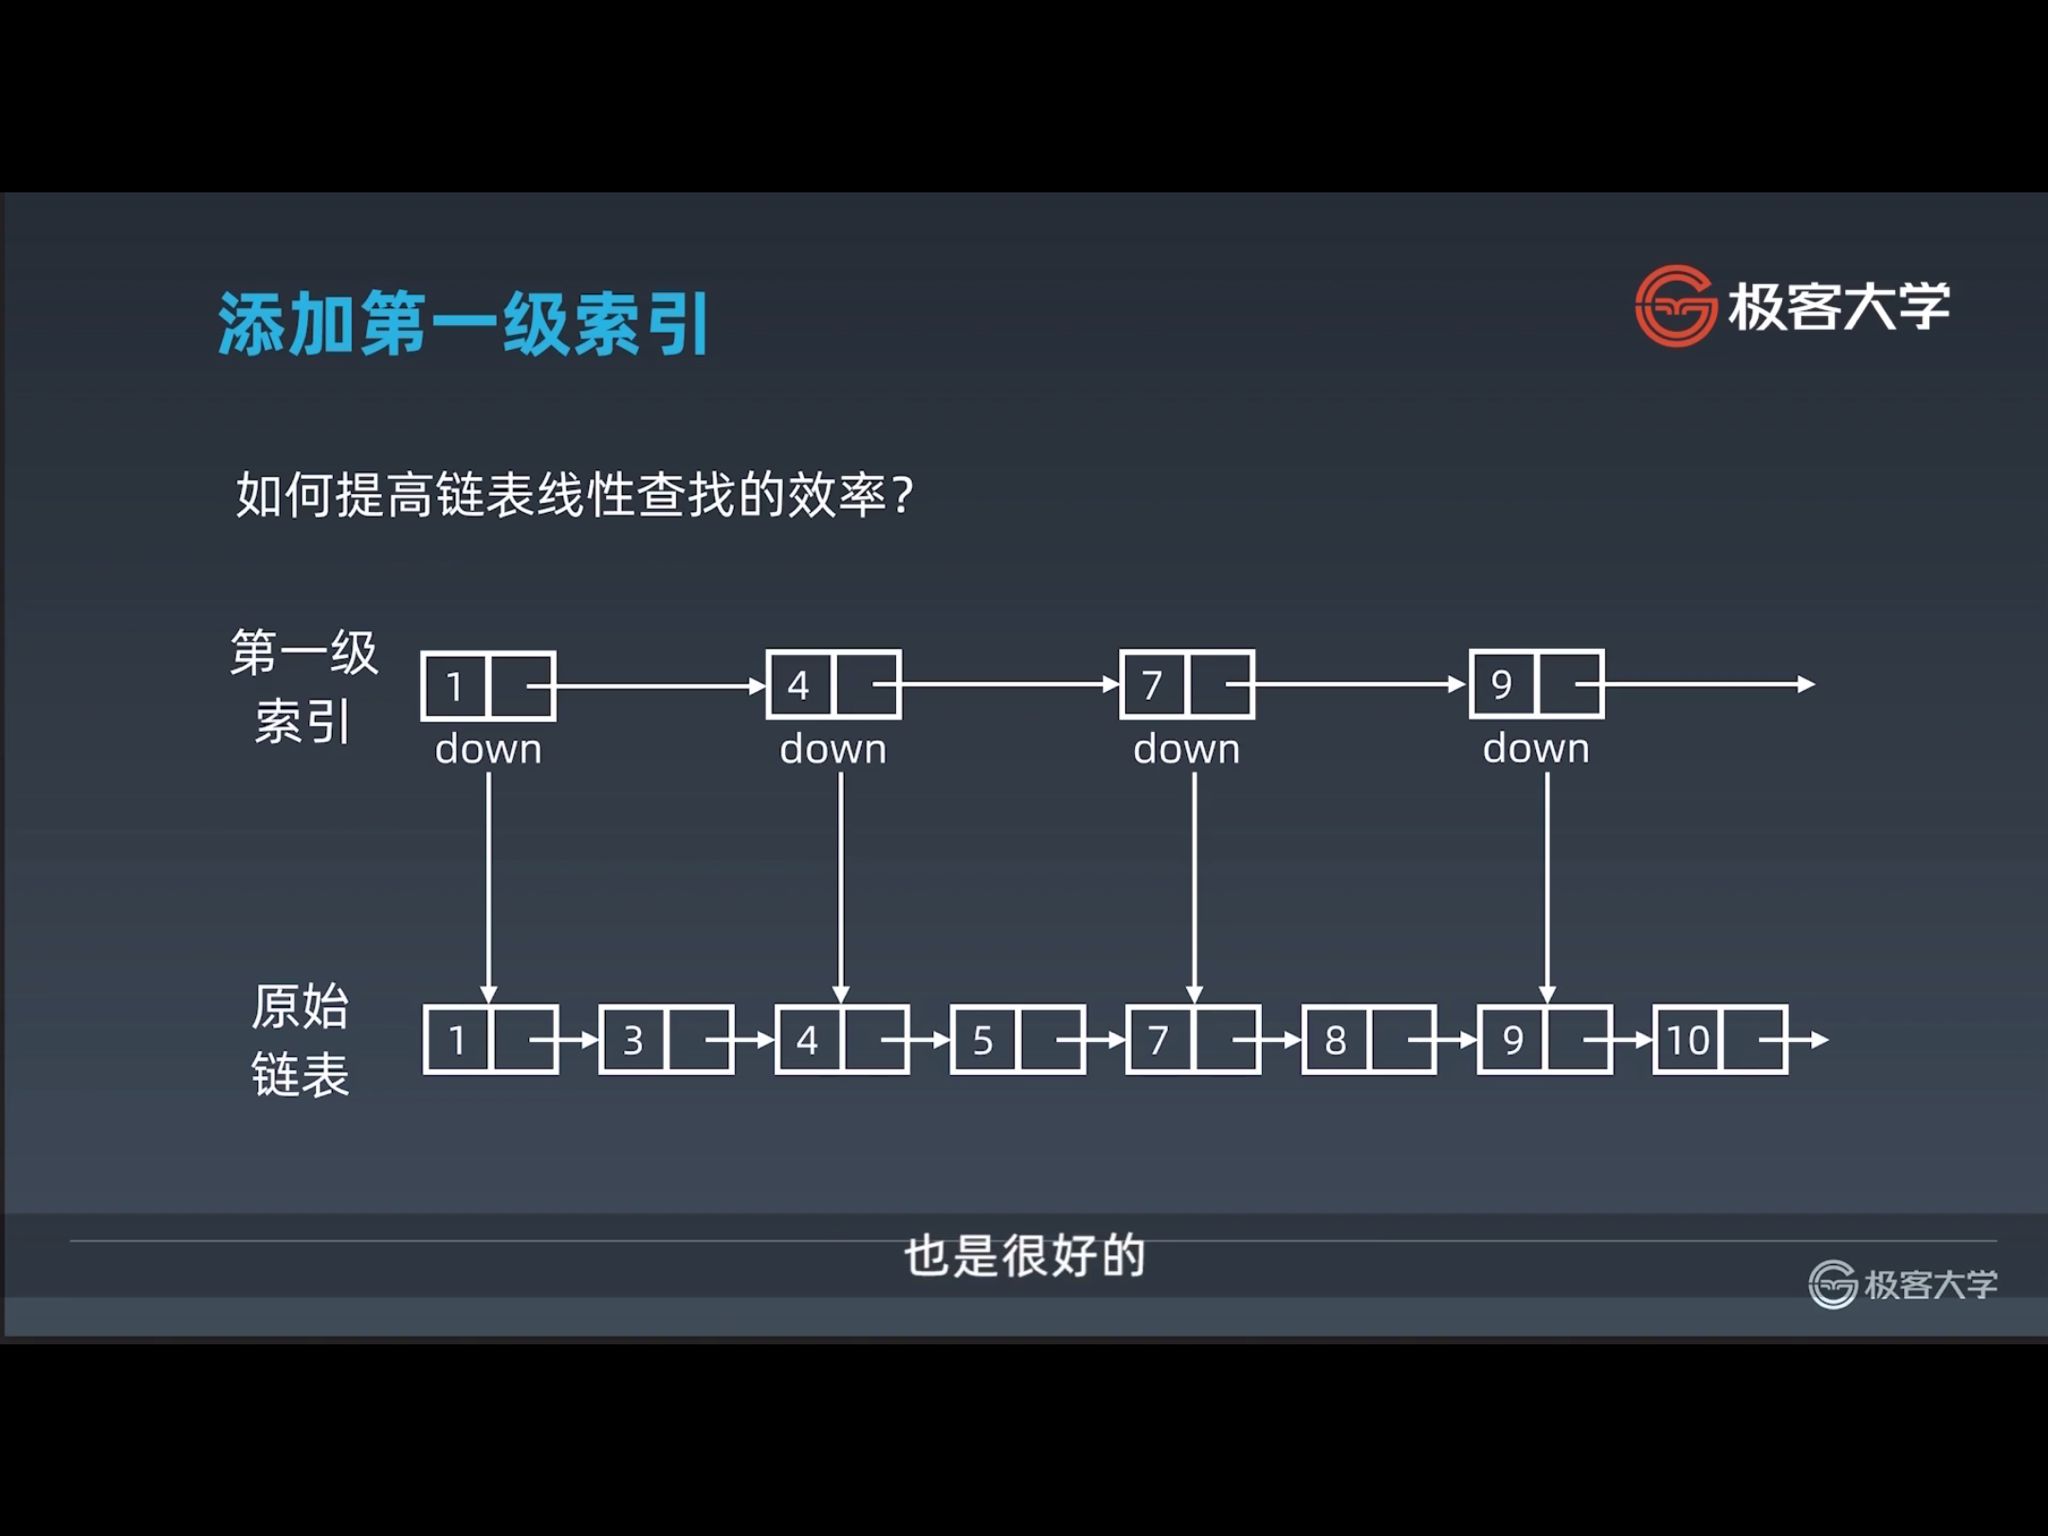 添加第一级索引
极客大学
如何提高链表线性查找的效率?
第一级
索引
1 4 7 9
down down down down
原始
链表
1 3 4 5 7 8 9 10
也是很好的
极客大学